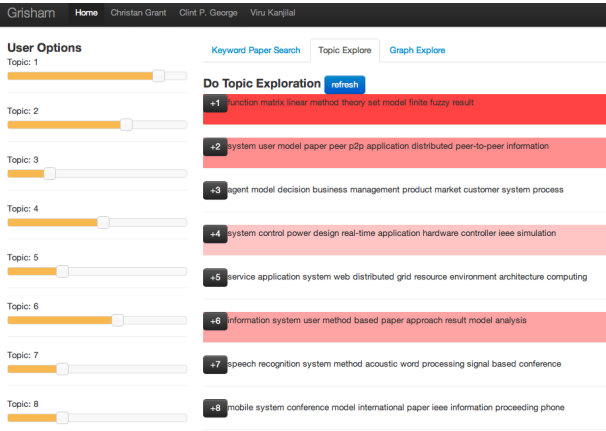 Grisham Home Christan Grant Clint P. George Viru Kanjilal
User Options
Topic: 1
Topic: 2
Topic: 3
Topic: 4
Topic: 5
Topic: 6
Topic: 7
Topic: 8
Keyword Paper Search Topic Explore Graph Explore
Do Topic Exploration refresh
+1 function matrix linear method theory set model finite fuzzy result
+2 system user model paper peer p2p application distributed peer-to-peer information
+3 agent model decision business management product market customer system process
+4 system control power design real-time application hardware controller ieee simulation
+5 service application system web distributed grid resource environment architecture computing
+6 information system user method based paper approach result model analysis
+7 speech recognition system method acoustic word processing signal based conference
+8 mobile system conference model international paper ieee information proceeding phone